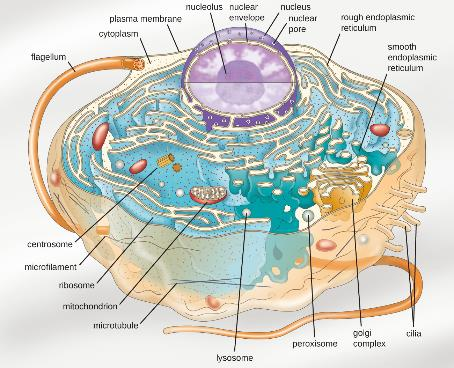 nucleolus
nuclear
envelope
nucleus
nuclear
pore
plasma membrane
cytoplasm
rough endoplasmic
reticulum
smooth
endoplasmic
reticulum
flagellum
centrosome
microfilament
ribosome
mitochondrion
microtubule
lysosome
peroxisome
golgi
complex
cilia